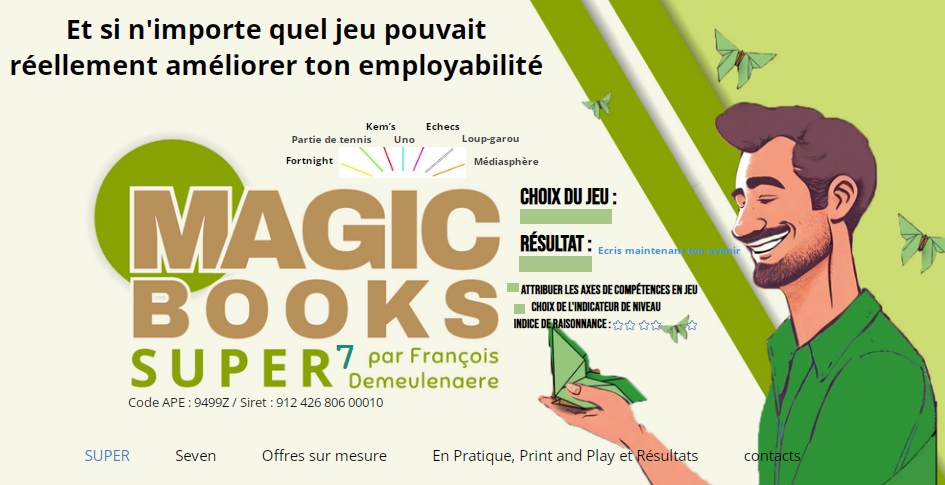 Et si n'importe quel jeu pouvait
réellement améliorer ton employabilité
Kem's
Echecs
Partie de tennis
Uno
Loup-garou
Fortnight
Médiasphère
MAGIC
BOOKS
SUPER7 par François
Demeulenaere
Code APE : 9499Z / Siret : 912 426 806 00010
CHOIX DU JEU :
RÉSULTAT :
Ecris maintenant ton avenir
ATTRIBUER LES AXES DE COMPÉTENCES EN JEU
CHOIX DE L'INDICATEUR DE NIVEAU
INDICE DE RAISONNANCE :
SUPER
Seven
Offres sur mesure
En Pratique, Print and Play et Résultats
contacts